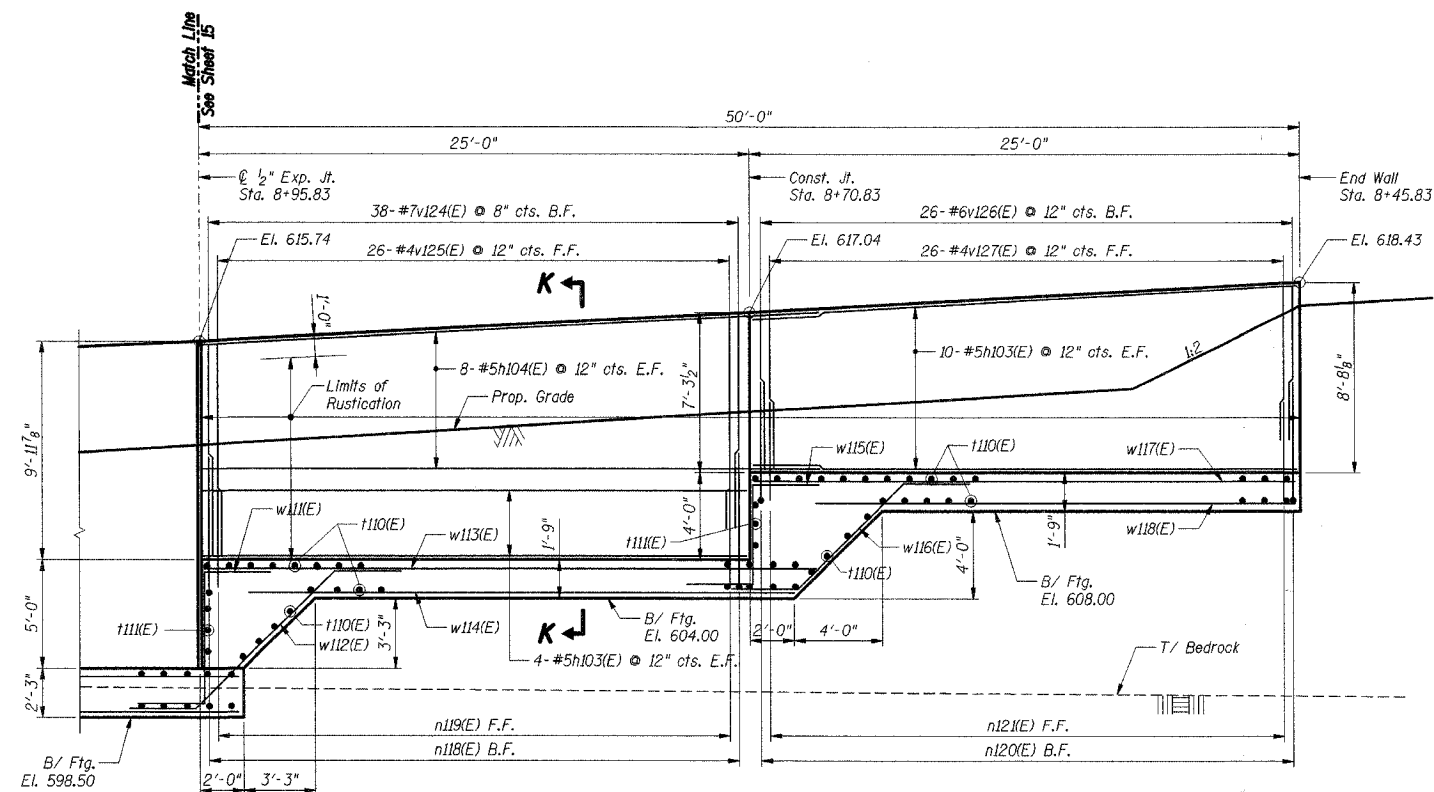 Match Line
See Sheet 15
50'-0"
25'-0"
25'-0"
℄ ½" Exp. Jt.
Sta. 8+95.83
Const. Jt.
Sta. 8+70.83
End Wall
Sta. 8+45.83
38-#7v124(E) @ 8" cts. B.F.
26-#6v126(E) @ 12" cts. B.F.
El. 615.74
El. 617.04
El. 618.43
26-#4v125(E) @ 12" cts. F.F.
26-#4v127(E) @ 12" cts. F.F.
K
1'-0"
8-#5h104(E) @ 12" cts. E.F.
10-#5h103(E) @ 12" cts. E.F.
1:2
Limits of
Rustication
Prop. Grade
7'-3½"
8'-8⅛"
9'-11⅞"
w115(E)
t110(E)
w117(E)
w111(E)
t110(E)
w113(E)
1'-9"
4'-0"
t111(E)
w116(E)
4'-0"
1'-9"
w118(E)
5'-0"
t110(E)
B/ Ftg.
El. 608.00
t111(E)
t110(E)
w112(E)
3'-3"
w114(E)
K
B/ Ftg.
El. 604.00
2'-0"
4'-0"
T/ Bedrock
4-#5h103(E) @ 12" cts. E.F.
2'-3"
n119(E) F.F.
n121(E) F.F.
n118(E) B.F.
n120(E) B.F.
B/ Ftg.
El. 598.50
2'-0"
3'-3"